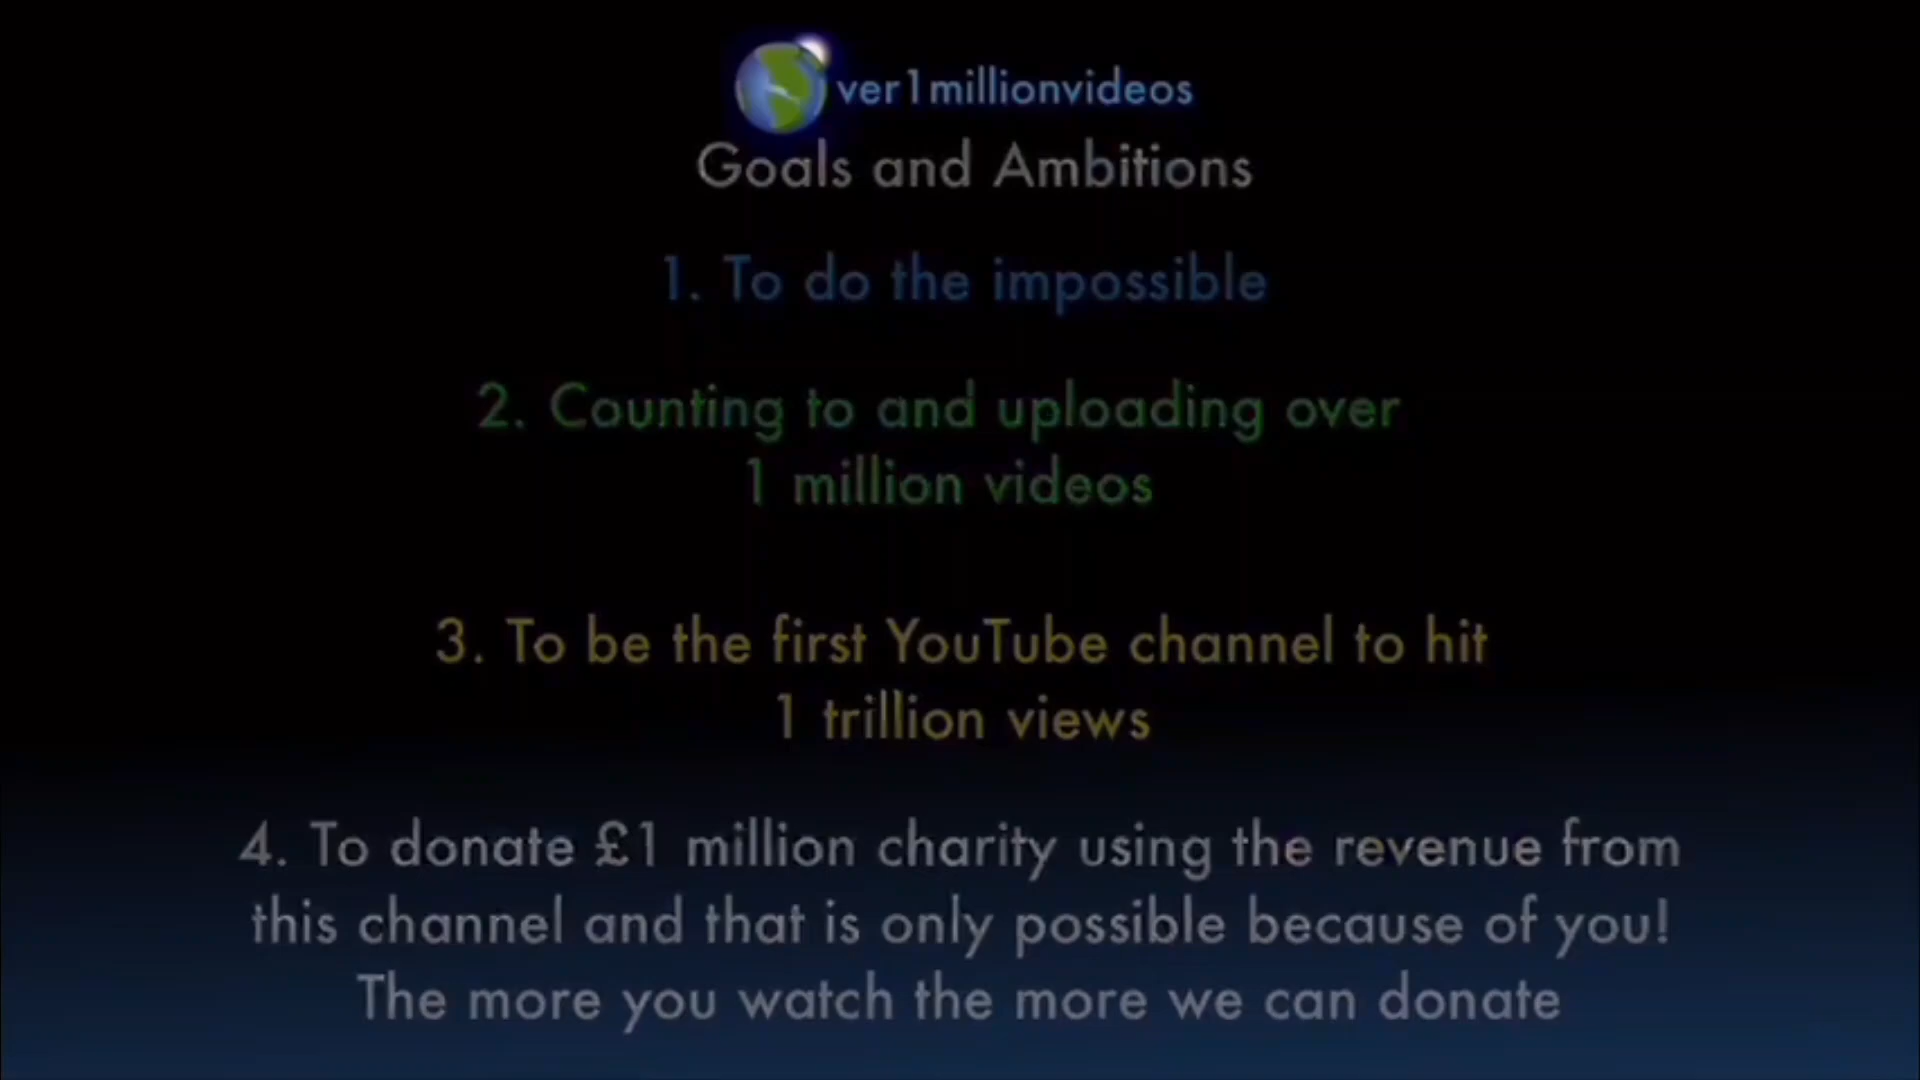 ver1millionvideos
Goals and Ambitions
1. To do the impossible
2. Counting to and uploading over
1 million videos
3. To be the first YouTube channel to hit
1 trillion views
4. To donate £1 million charity using the revenue from
this channel and that is only possible because of you!
The more you watch the more we can donate